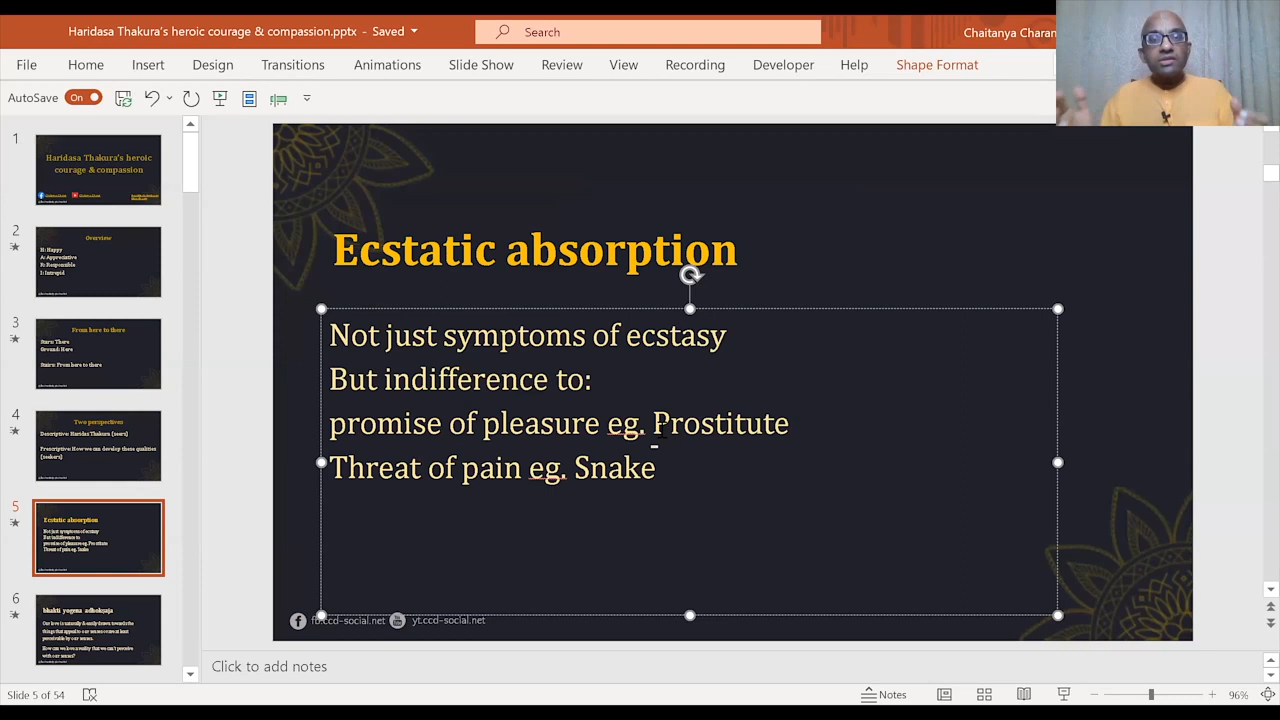 Haridasa Thakura's heroic courage & compassion.pptx - Saved
Search
Chaitanya Charan
File Home Insert Design Transitions Animations Slide Show Review View Recording Developer Help Shape Format
AutoSave On
1
Haridasa Thakura's heroic
courage & compassion
2
Overview
H: Happy
A: Appreciative
R: Responsible
I: Intrepid
3
From here to there
Stars: There
Ground: Here
Stairs: From here to there
4
Two perspectives
Descriptive: Haridas Thakur (seers)
Prescriptive: How we can develop these qualities
(seekers)
5
Ecstatic absorption
Not just symptoms of ecstasy
But indifference to
promise of pleasure eg. Prostitute
Threat of pain eg. Snake
6
bhakti yogena adhokṣaja
Our love is naturally & easily drawn towards the
things that appeal to our senses or are at least
perceivable by our senses.
How can we love a reality that we can't perceive
with our senses?
Ecstatic absorption
Not just symptoms of ecstasy
But indifference to:
promise of pleasure eg. Prostitute
Threat of pain eg. Snake
fb.ccd-social.net yt.ccd-social.net
Click to add notes
Slide 5 of 54
Notes
96%